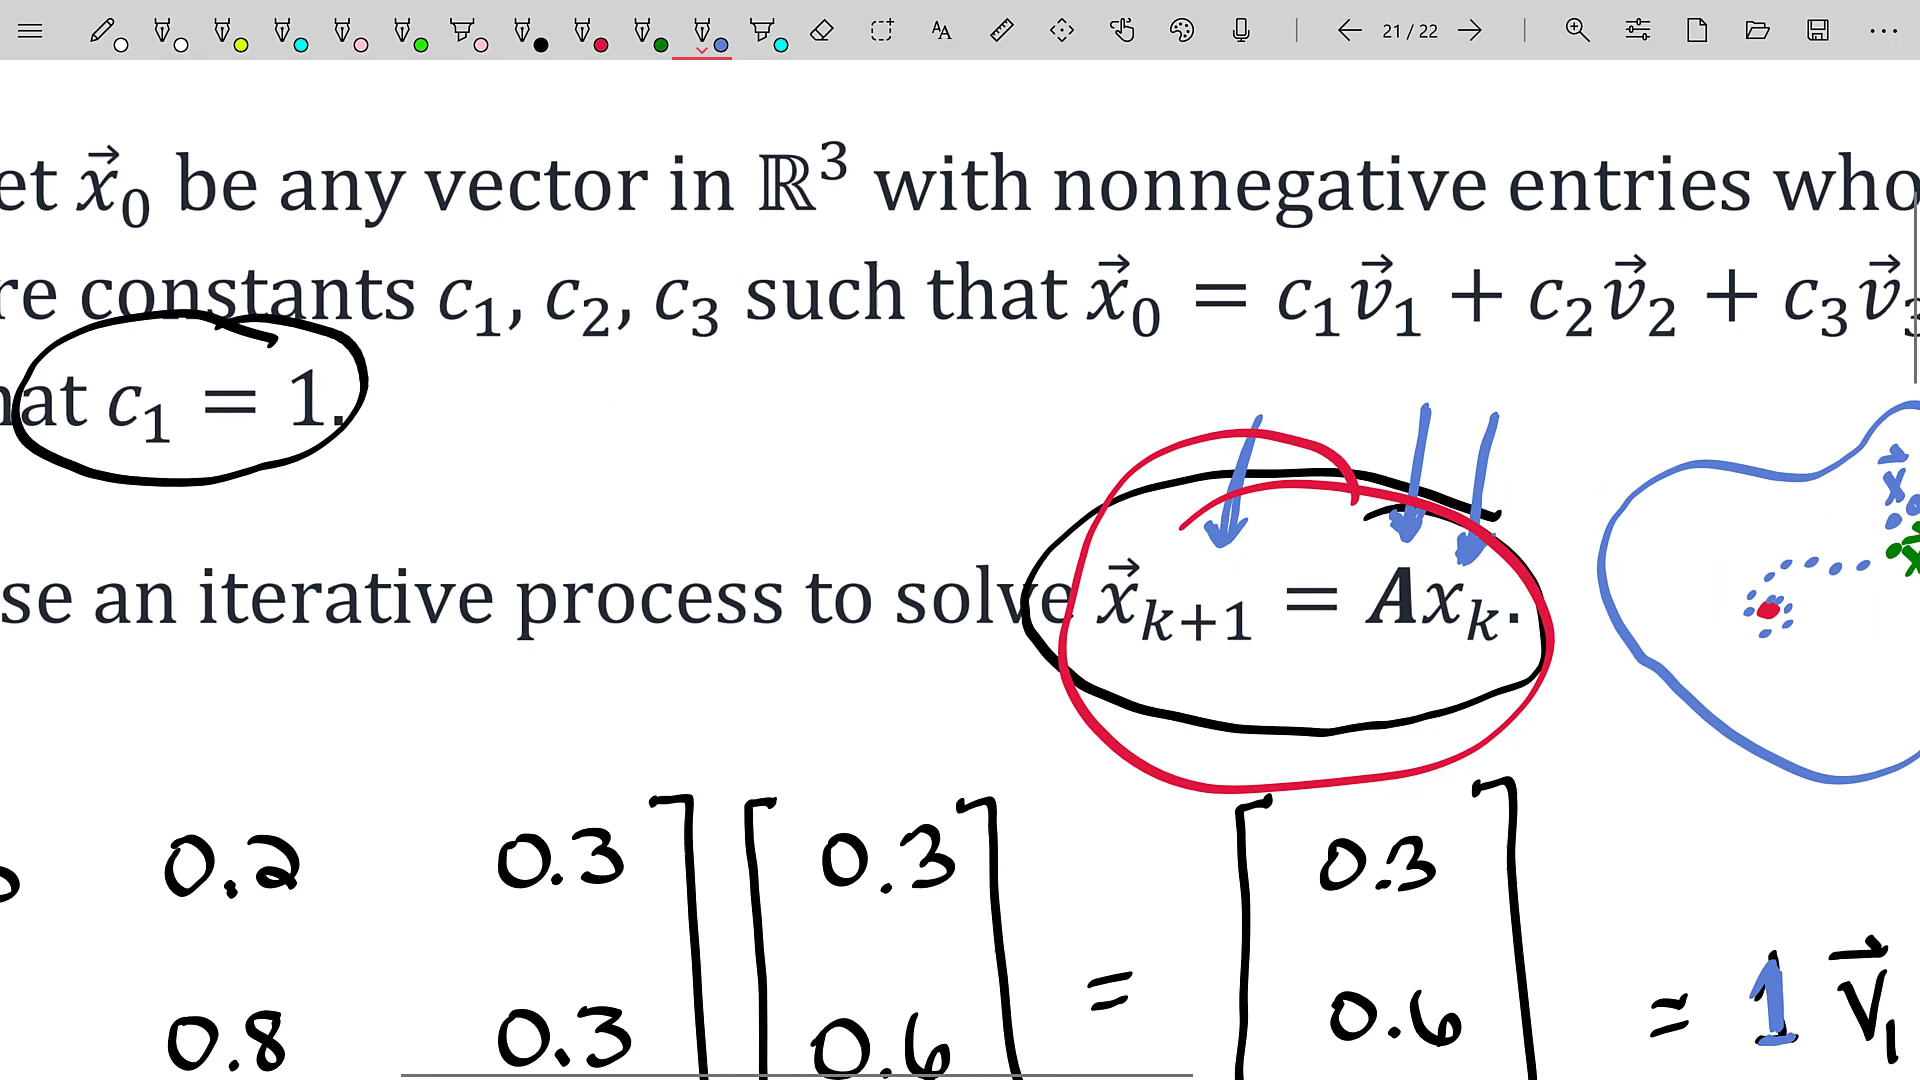 21 / 22
et x⃗₀ be any vector in ℝ³ with nonnegative entries who
re constants c₁, c₂, c₃ such that x⃗₀ = c₁v⃗₁ + c₂v⃗₂ + c₃v⃗₃
hat c₁ = 1.
x⃗
se an iterative process to solve x⃗ₖ₊₁ = Axₖ.
0.2 0.3 0.3 0.3
= = 1 v⃗₁
0.8 0.3 0.6 0.6